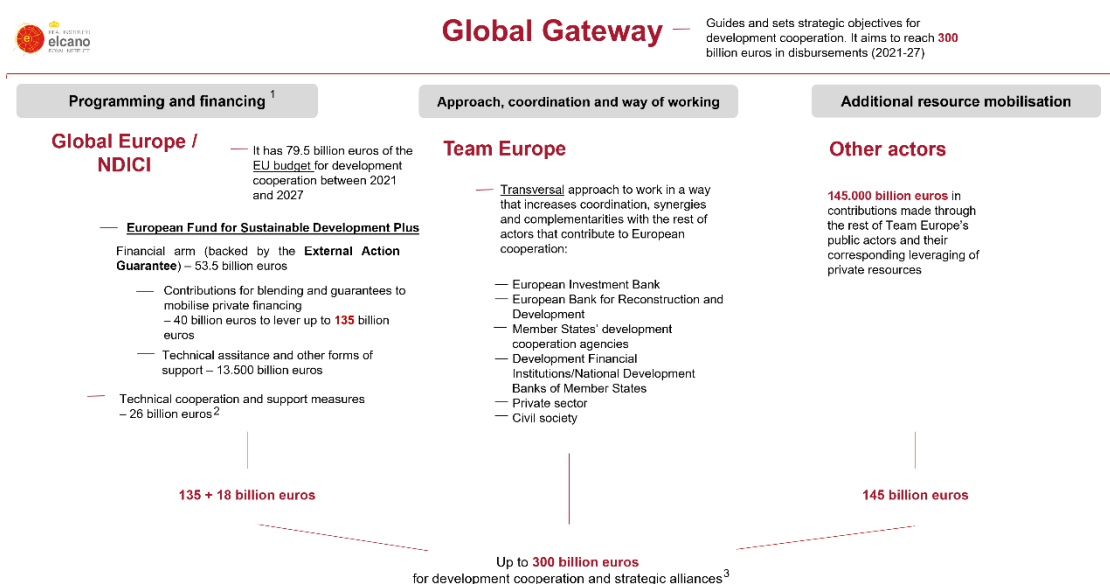 REAL INSTITUTO
elcano
ROYAL INSTITUTE
Global Gateway
Guides and sets strategic objectives for
development cooperation. It aims to reach 300
billion euros in disbursements (2021-27)
Programming and financing 1
Approach, coordination and way of working
Additional resource mobilisation
Global Europe /
NDICI
It has 79.5 billion euros of the
EU budget for development
cooperation between 2021
and 2027
European Fund for Sustainable Development Plus
Financial arm (backed by the External Action
Guarantee) – 53.5 billion euros
Contributions for blending and guarantees to
mobilise private financing
– 40 billion euros to lever up to 135 billion
euros
Technical assitance and other forms of
support – 13.500 billion euros
Technical cooperation and support measures
– 26 billion euros2
135 + 18 billion euros
Team Europe
Transversal approach to work in a way
that increases coordination, synergies
and complementarities with the rest of
actors that contribute to European
cooperation:
— European Investment Bank
— European Bank for Reconstruction and
Development
— Member States' development
cooperation agencies
— Development Financial
Institutions/National Development
Banks of Member States
— Private sector
— Civil society
Other actors
145.000 billion euros in
contributions made through
the rest of Team Europe's
public actors and their
corresponding leveraging of
private resources
145 billion euros
Up to 300 billion euros
for development cooperation and strategic alliances3